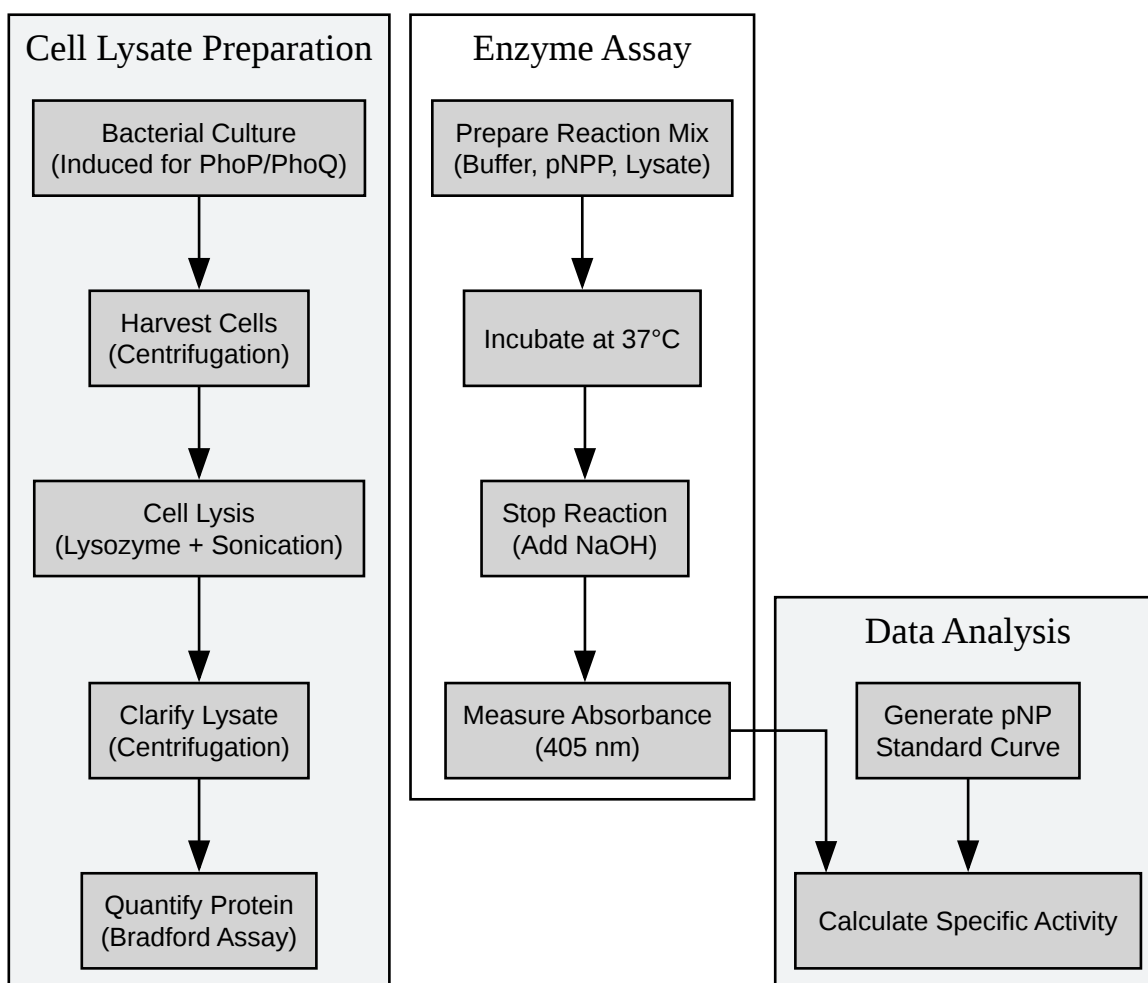 Cell Lysate Preparation
Bacterial Culture
(Induced for PhoP/PhoQ)
Harvest Cells
(Centrifugation)
Cell Lysis
(Lysozyme + Sonication)
Clarify Lysate
(Centrifugation)
Quantify Protein
(Bradford Assay)
Enzyme Assay
Prepare Reaction Mix
(Buffer, pNPP, Lysate)
Incubate at 37°C
Stop Reaction
(Add NaOH)
Measure Absorbance
(405 nm)
Data Analysis
Generate pNP
Standard Curve
Calculate Specific Activity